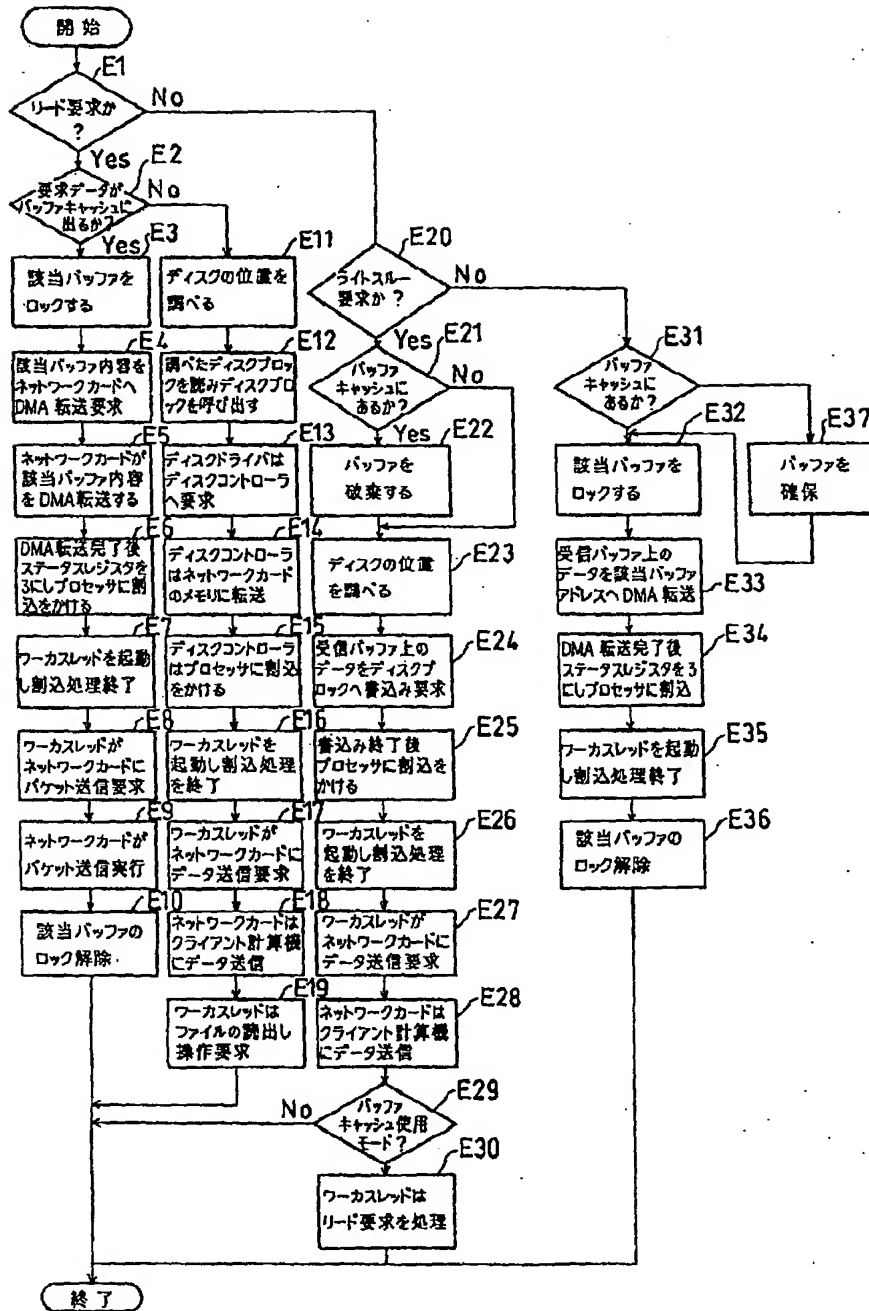 開始
E1
リード要求か
?
No
Yes
E2
要求データが
バッファキャッシュに
出るか?
No
Yes
E3
該当バッファを
ロックする
E4
該当バッファ内容を
ネットワークカードへ
DMA転送要求
E5
ネットワークカードが
該当バッファ内容
をDMA転送する
E6
DMA転送完了後
ステータスレジスタを
3にしプロセッサに割
込をかける
E7
ワーカスレッドを起動
し割込処理終了
E8
ワーカスレッドが
ネットワークカードに
パケット送信要求
E9
ネットワークカードが
パケット送信実行
E10
該当バッファの
ロック解除
E11
ディスクの位置を
調べる
E12
調べたディスクブロッ
クを読みディスクブロ
ックを呼び出す
E13
ディスクドライバは
ディスクコントローラ
へ要求
E14
ディスクコントローラ
はネットワークカード
のメモリに転送
E15
ディスクコントローラ
はプロセッサに割込
をかける
E16
ワーカスレッドを
起動し割込処理
を終了
E17
ワーカスレッドが
ネットワークカードに
データ送信要求
E18
ネットワークカードは
クライアント計算機
にデータ送信
E19
ワーカスレッドは
ファイルの読出し
操作要求
E20
ライトスルー
要求か?
No
Yes
E21
バッファ
キャッシュに
あるか?
No
Yes
E22
バッファを
破棄する
E23
ディスクの位置
を調べる
E24
受信バッファ上の
データをディスクブ
ロックへ書込み要求
E25
書込み終了後
プロセッサに割込を
かける
E26
ワーカスレッドを
起動し割込処理
を終了
E27
ワーカスレッドが
ネットワークカードに
データ送信要求
E28
ネットワークカードは
クライアント計算機
にデータ送信
E29
バッファ
キャッシュ使用
モード?
No
E30
ワーカスレッドは
リード要求を処理
E31
バッファ
キャッシュに
あるか?
E32
該当バッファを
ロックする
E37
バッファを
確保
E33
受信バッファ上の
データを該当バッファ
アドレスへDMA転送
E34
DMA転送完了後
ステータスレジスタを3
にしプロセッサに割込
E35
ワーカスレッドを起動
し割込処理終了
E36
該当バッファの
ロック解除
終了